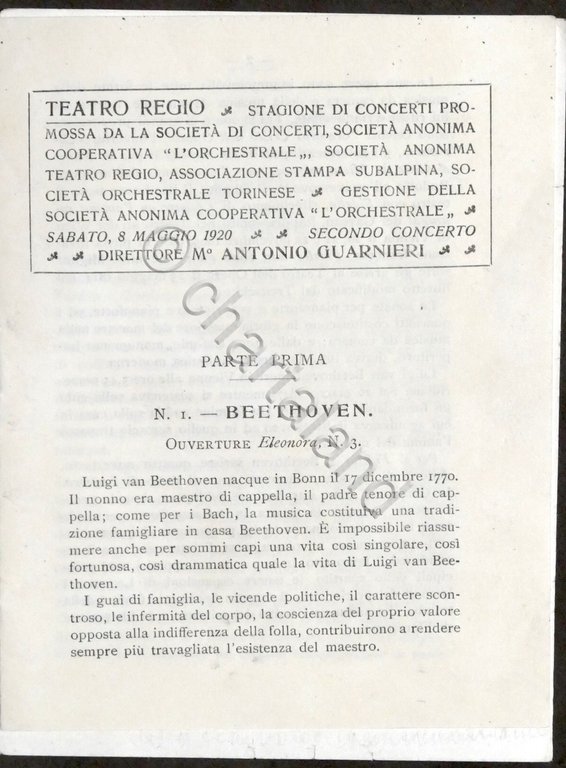 TEATRO REGIO STAGIONE DI CONCERTI PRO-
MOSSA DA LA SOCIETÀ DI CONCERTI, SOCIETÀ ANONIMA
COOPERATIVA "L'ORCHESTRALE„, SOCIETÀ ANONIMA
TEATRO REGIO, ASSOCIAZIONE STAMPA SUBALPINA, SO-
CIETÀ ORCHESTRALE TORINESE GESTIONE DELLA
SOCIETÀ ANONIMA COOPERATIVA "L'ORCHESTRALE„
SABATO, 8 MAGGIO 1920 SECONDO CONCERTO
DIRETTORE Mº ANTONIO GUARNIERI
PARTE PRIMA
N. 1. — BEETHOVEN.
OUVERTURE Eleonora, N. 3.
Luigi van Beethoven nacque in Bonn il 17 dicembre 1770.
Il nonno era maestro di cappella, il padre tenore di cap-
pella; come per i Bach, la musica costituiva una tradi-
zione famigliare in casa Beethoven. È impossibile riassu-
mere anche per sommi capi una vita così singolare, così
fortunosa, così drammatica quale la vita di Luigi van Bee-
thoven.
I guai di famiglia, le vicende politiche, il carattere scon-
troso, le infermità del corpo, la coscienza del proprio valore
opposta alla indifferenza della folla, contribuirono a rendere
sempre più travagliata l'esistenza del maestro.
© chartaland